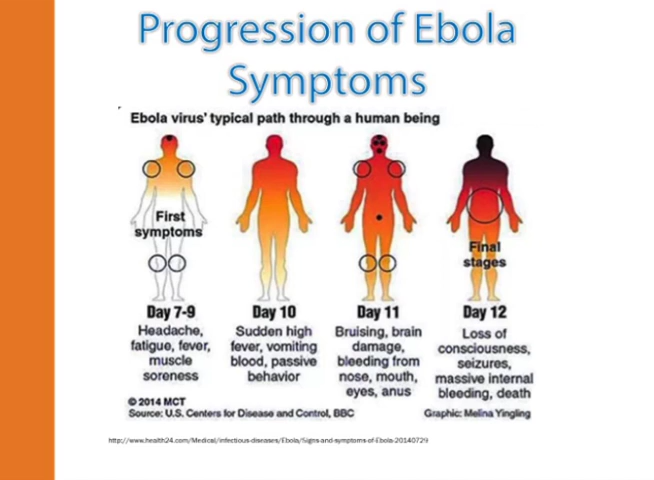 Progression of Ebola
Symptoms
Ebola virus' typical path through a human being
First
symptoms
Final
stages
Day 7-9
Headache,
fatigue, fever,
muscle
soreness
Day 10
Sudden high
fever, vomiting
blood, passive
behavior
Day 11
Bruising, brain
damage,
bleeding from
nose, mouth,
eyes, anus
Day 12
Loss of
consciousness,
seizures,
massive internal
bleeding, death
© 2014 MCT
Source: U.S. Centers for Disease and Control, BBC
Graphic: Melina Yingling
http://www.health24.com/Medical/Infectious-diseases/Ebola/Signs-and-symptoms-of-Ebola-20140729